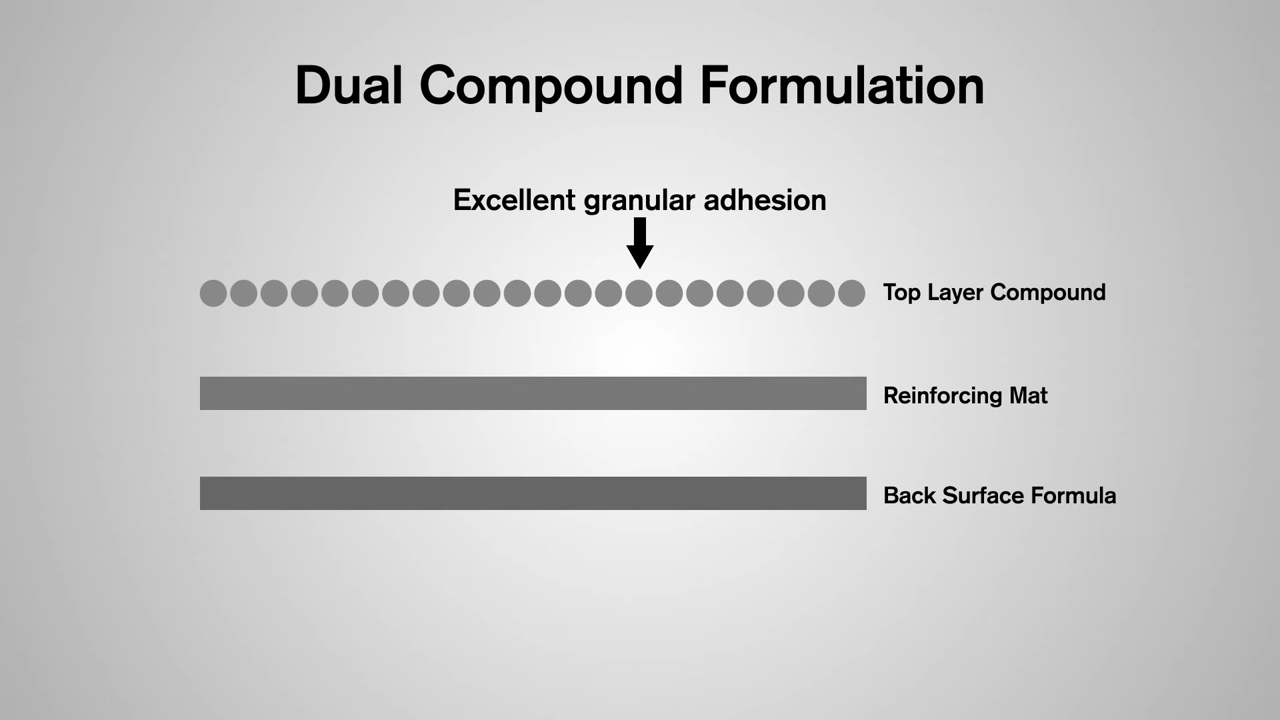 Dual Compound Formulation
Excellent granular adhesion
Top Layer Compound
Reinforcing Mat
Back Surface Formula